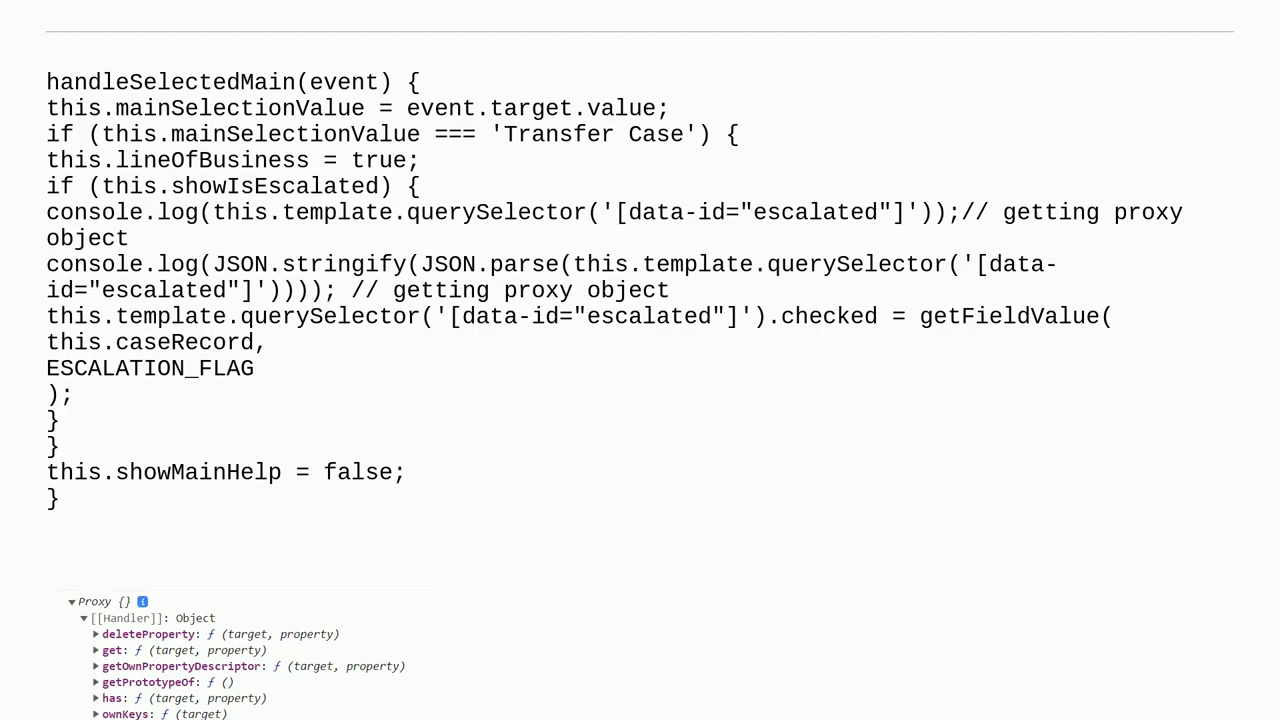 handleSelectedMain(event) {
this.mainSelectionValue = event.target.value;
if (this.mainSelectionValue === 'Transfer Case') {
this.lineOfBusiness = true;
if (this.showIsEscalated) {
console.log(this.template.querySelector('[data-id="escalated"]'));// getting proxy
object
console.log(JSON.stringify(JSON.parse(this.template.querySelector('[data-
id="escalated"]')))); // getting proxy object
this.template.querySelector('[data-id="escalated"]').checked = getFieldValue(
this.caseRecord,
ESCALATION_FLAG
);
}
}
this.showMainHelp = false;
}
Proxy {} i
[[Handler]]: Object
deleteProperty: ƒ (target, property)
get: ƒ (target, property)
getOwnPropertyDescriptor: ƒ (target, property)
getPrototypeOf: ƒ ()
has: ƒ (target, property)
ownKeys: ƒ (target)